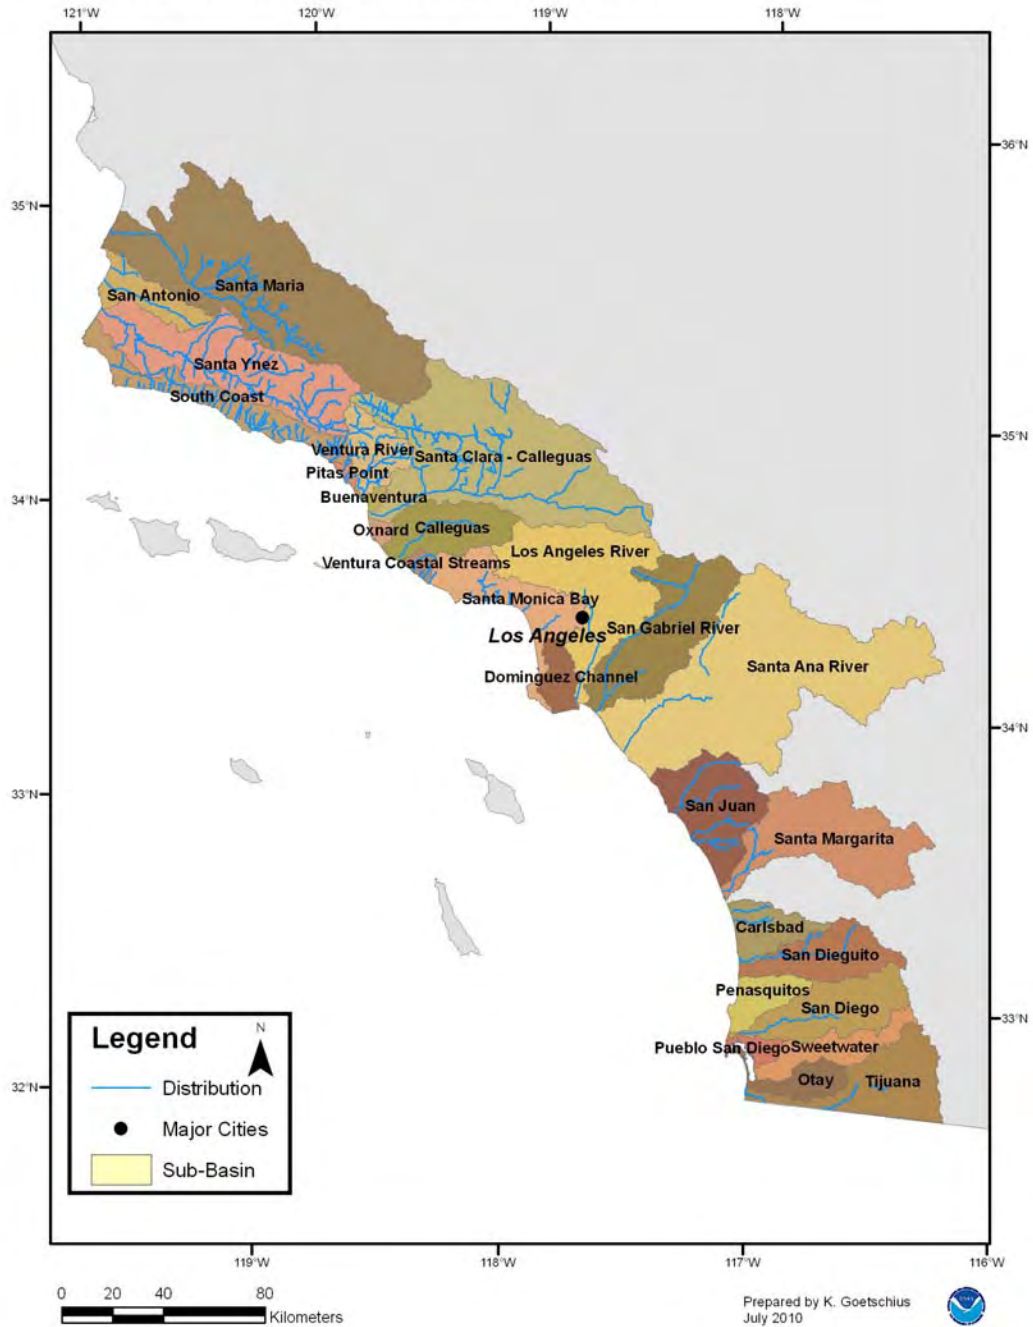 121°W 120°W 119°W 118°W
36°N
35°N
Santa Maria
San Antonio
Santa Ynez
South Coast
35°N
Ventura River
Santa Clara - Calleguas
Pitas Point
34°N
Buenaventura
Oxnard
Calleguas
Los Angeles River
Ventura Coastal Streams
Santa Monica Bay
Los Angeles
San Gabriel River
Santa Ana River
Dominguez Channel
34°N
33°N
San Juan
Santa Margarita
Carlsbad
San Dieguito
Penasquitos
San Diego
33°N
Pueblo San Diego
Sweetwater
Otay
Tijuana
32°N
Legend
N
Distribution
Major Cities
Sub-Basin
119°W 118°W 117°W 116°W
0 20 40 80
Kilometers
Prepared by K. Goetschius
July 2010